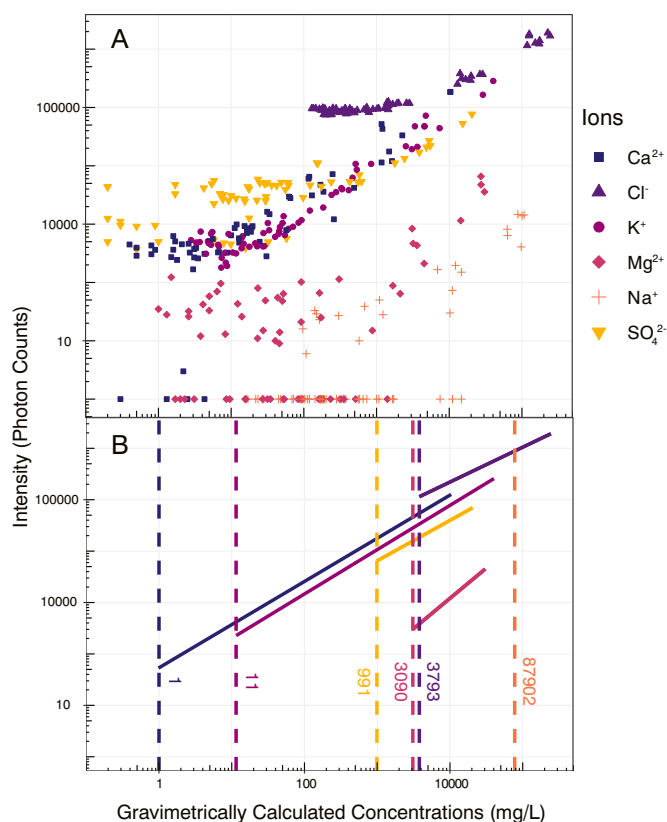 A
100000
10000
10
Ions
Ca²⁺
Cl⁻
K⁺
Mg²⁺
Na⁺
SO₄²⁻
Intensity (Photon Counts)
B
100000
10000
10
1
11
991
3090
3793
87902
1
10
100
1000
10000
Gravimetrically Calculated Concentrations (mg/L)